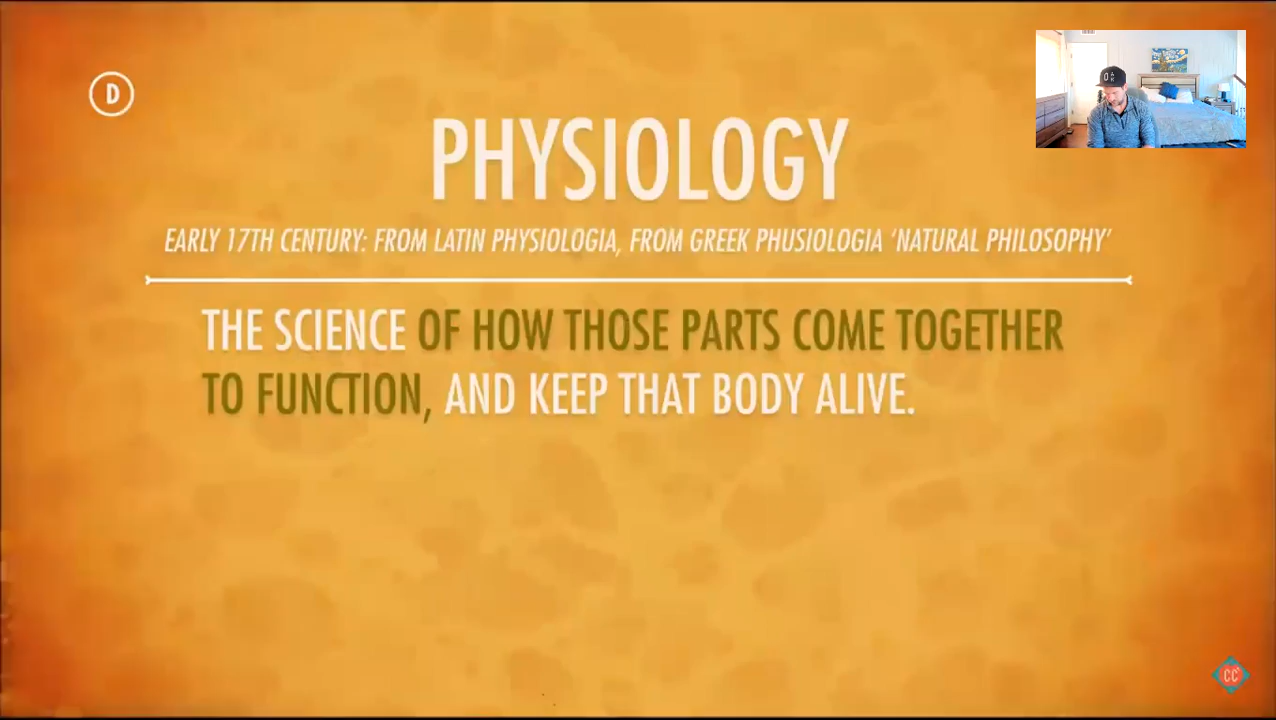 D
PHYSIOLOGY
EARLY 17TH CENTURY: FROM LATIN PHYSIOLOGIA, FROM GREEK PHUSIOLOGIA ‘NATURAL PHILOSOPHY’
THE SCIENCE OF HOW THOSE PARTS COME TOGETHER
TO FUNCTION, AND KEEP THAT BODY ALIVE.
CC